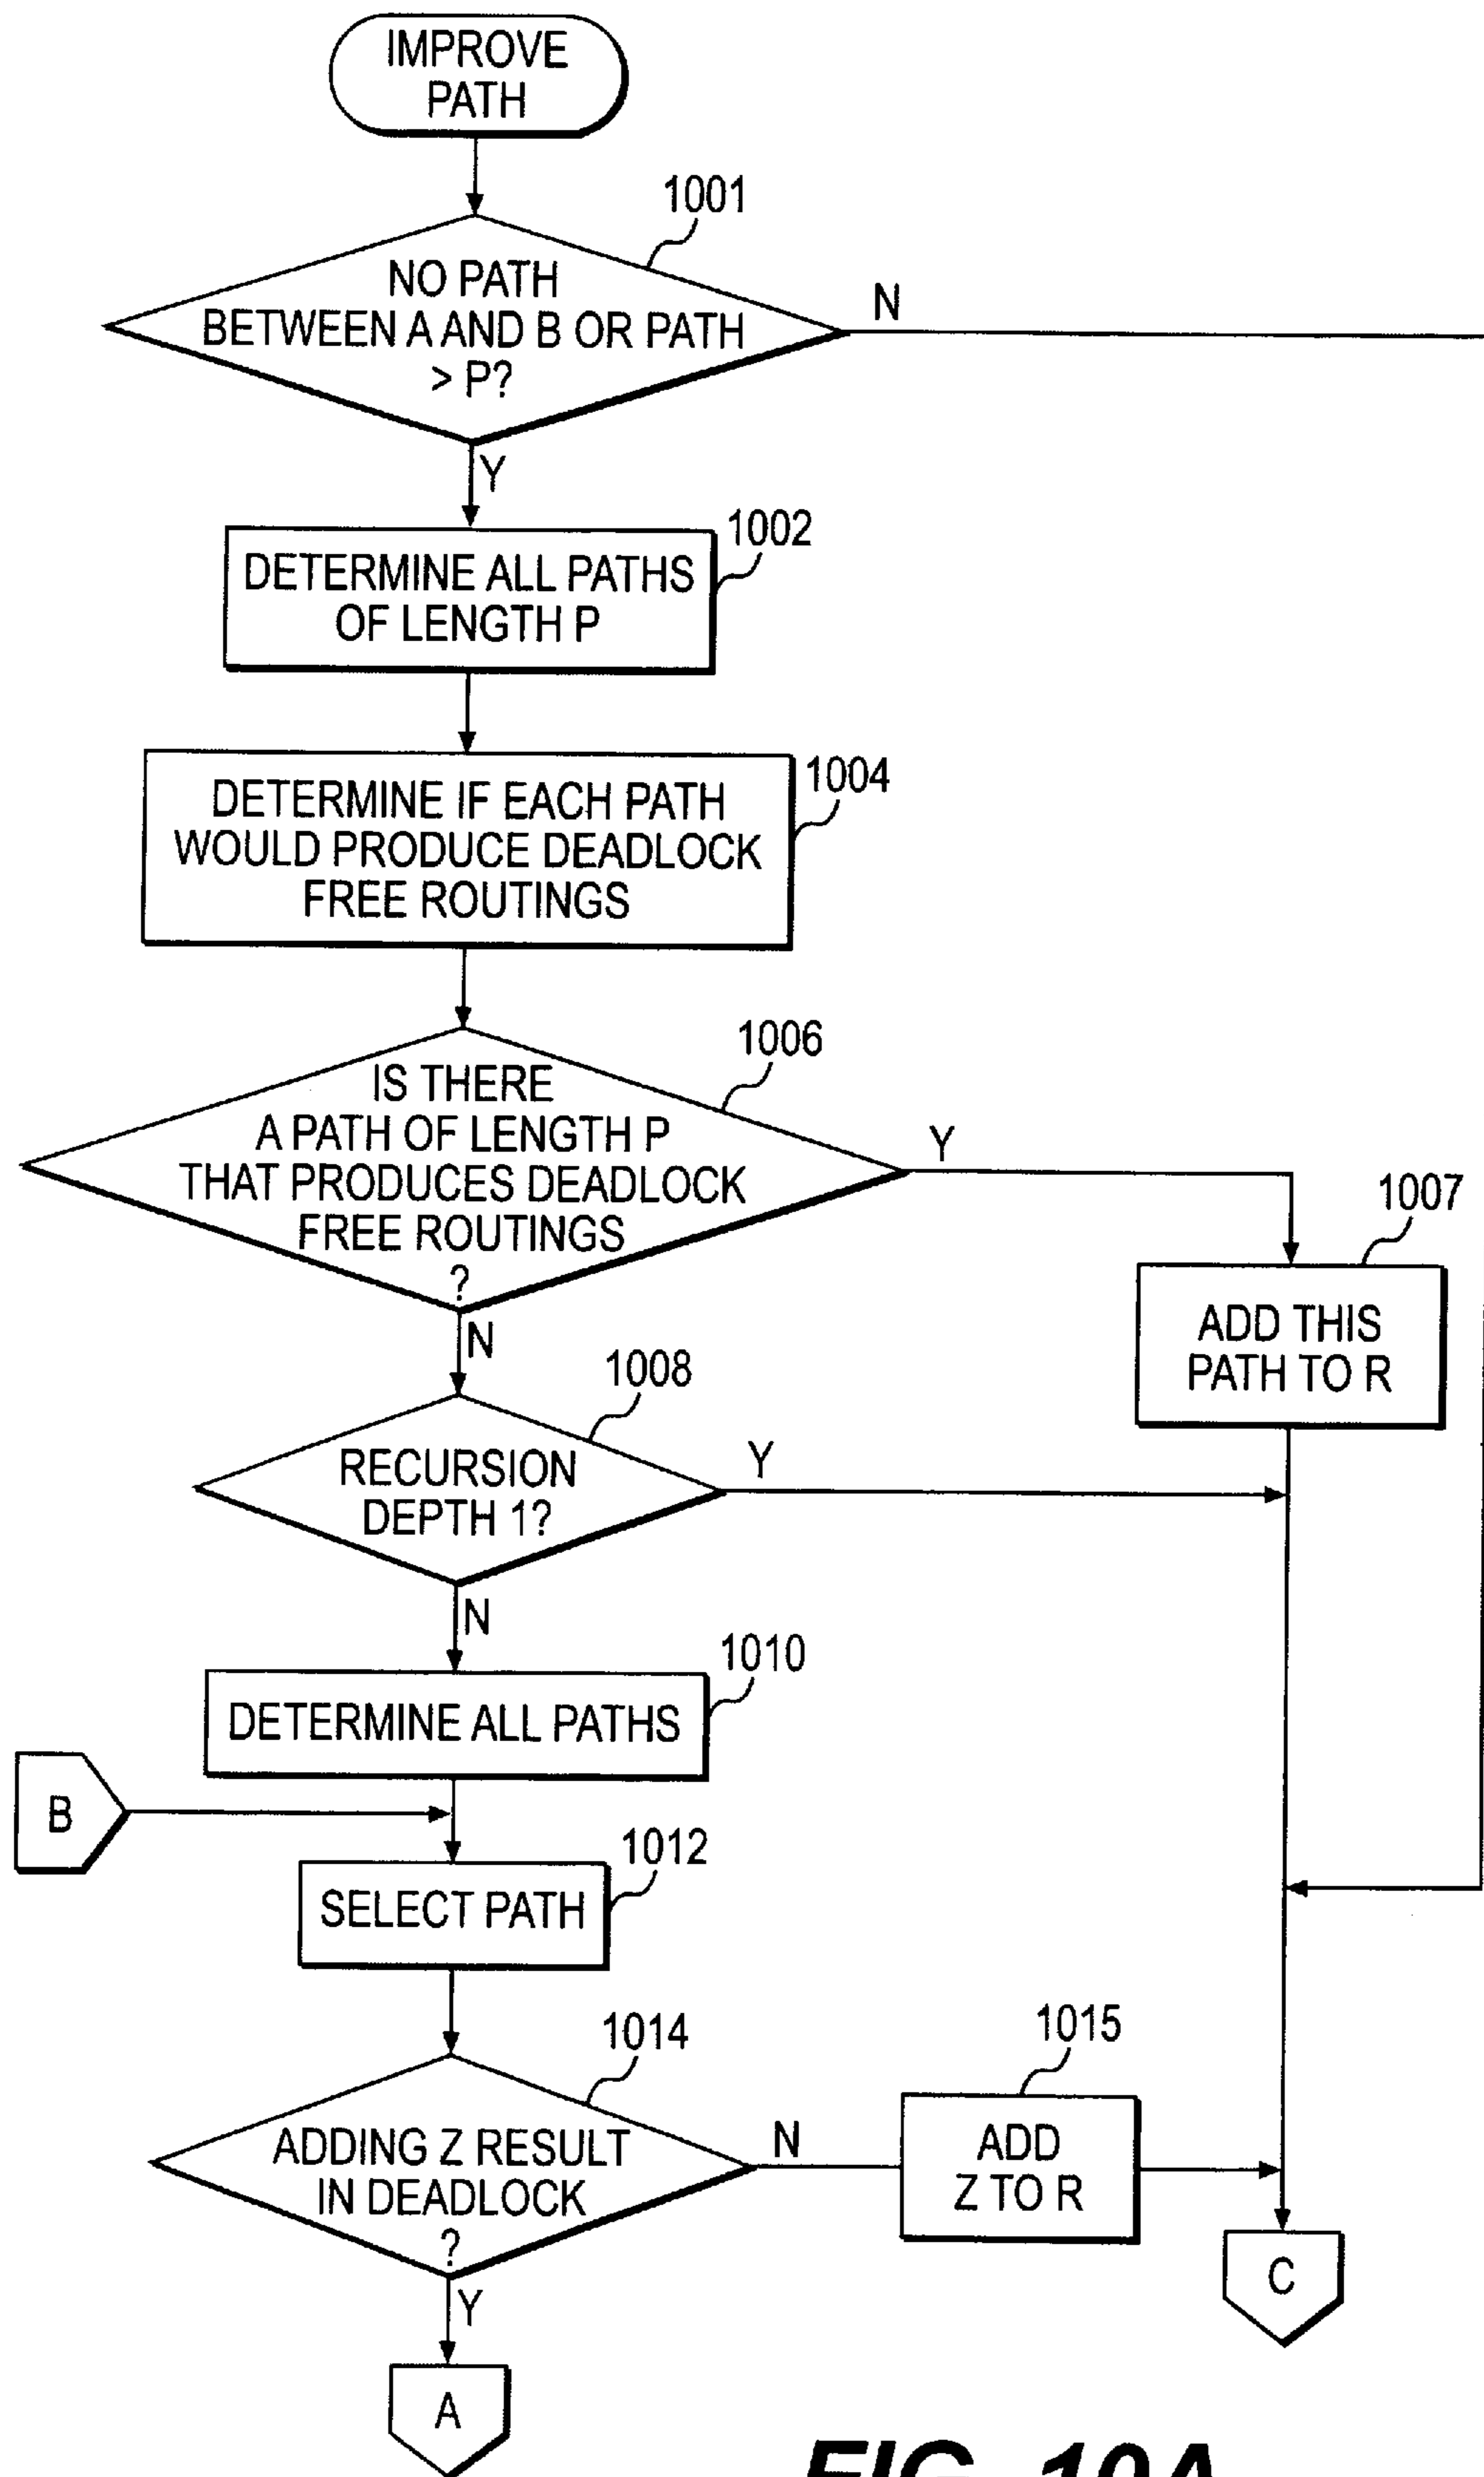 IMPROVE
PATH
1001
NO PATH
BETWEEN A AND B OR PATH
> P?
N
Y
1002
DETERMINE ALL PATHS
OF LENGTH P
1004
DETERMINE IF EACH PATH
WOULD PRODUCE DEADLOCK
FREE ROUTINGS
1006
IS THERE
A PATH OF LENGTH P
THAT PRODUCES DEADLOCK
FREE ROUTINGS
?
Y
1007
ADD THIS
PATH TO R
N
1008
RECURSION
DEPTH 1?
Y
N
1010
DETERMINE ALL PATHS
B
1012
SELECT PATH
1014
ADDING Z RESULT
IN DEADLOCK
?
N
1015
ADD
Z TO R
C
Y
A
FIG. 10A